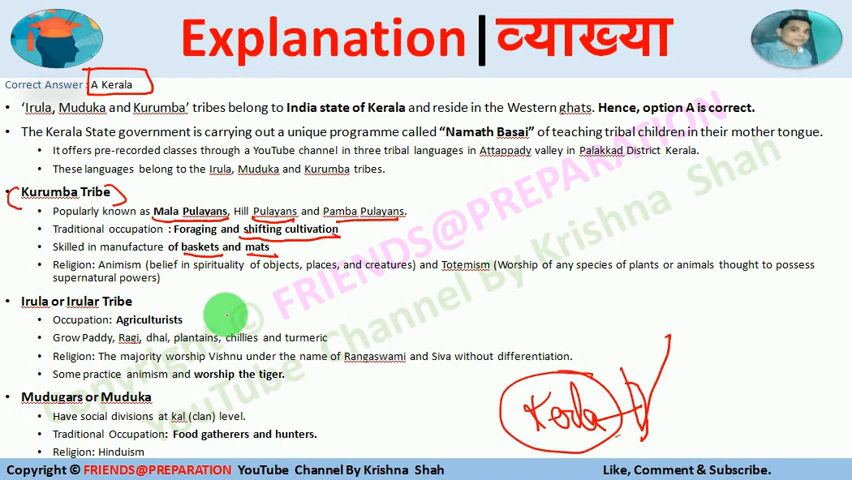 Explanation|व्याख्या
Correct Answer : A Kerala
• 'Irula, Muduka and Kurumba' tribes belong to India state of Kerala and reside in the Western ghats. Hence, option A is correct.
• The Kerala State government is carrying out a unique programme called "Namath Basai" of teaching tribal children in their mother tongue.
• It offers pre-recorded classes through a YouTube channel in three tribal languages in Attappady valley in Palakkad District Kerala.
• These languages belong to the Irula, Muduka and Kurumba tribes.
• Kurumba Tribe
• Popularly known as Mala Pulayans, Hill Pulayans and Pamba Pulayans.
• Traditional occupation : Foraging and shifting cultivation
• Skilled in manufacture of baskets and mats
• Religion: Animism (belief in spirituality of objects, places, and creatures) and Totemism (Worship of any species of plants or animals thought to possess
supernatural powers)
• Irula or Irular Tribe
• Occupation: Agriculturists
• Grow Paddy, Ragi, dhal, plantains, chillies and turmeric
• Religion: The majority worship Vishnu under the name of Rangaswami and Siva without differentiation.
• Some practice animism and worship the tiger.
• Mudugars or Muduka
• Have social divisions at kal (clan) level.
• Traditional Occupation: Food gatherers and hunters.
• Religion: Hinduism
Copyright © FRIENDS@PREPARATION
YouTube Channel By Krishna Shah
Copyright © FRIENDS@PREPARATION YouTube Channel By Krishna Shah Like, Comment & Subscribe.